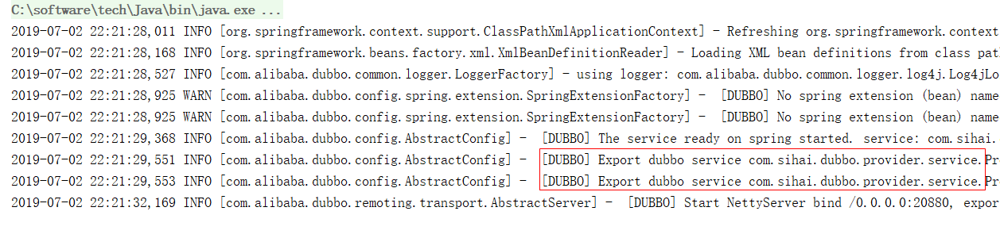 C:\software\tech\Java\bin\java.exe ...
2019-07-02 22:21:28,011 INFO [org.springframework.context.support.ClassPathXmlApplicationContext] - Refreshing org.springframework.context
2019-07-02 22:21:28,168 INFO [org.springframework.beans.factory.xml.XmlBeanDefinitionReader] - Loading XML bean definitions from class pat
2019-07-02 22:21:28,527 INFO [com.alibaba.dubbo.common.logger.LoggerFactory] - using logger: com.alibaba.dubbo.common.logger.log4j.Log4jLo
2019-07-02 22:21:28,925 WARN [com.alibaba.dubbo.config.spring.extension.SpringExtensionFactory] -  [DUBBO] No spring extension (bean) name
2019-07-02 22:21:28,925 WARN [com.alibaba.dubbo.config.spring.extension.SpringExtensionFactory] -  [DUBBO] No spring extension (bean) name
2019-07-02 22:21:29,368 INFO [com.alibaba.dubbo.config.AbstractConfig] -  [DUBBO] The service ready on spring started. service: com.sihai.
2019-07-02 22:21:29,551 INFO [com.alibaba.dubbo.config.AbstractConfig] -  [DUBBO] Export dubbo service com.sihai.dubbo.provider.service.Pr
2019-07-02 22:21:29,553 INFO [com.alibaba.dubbo.config.AbstractConfig] -  [DUBBO] Export dubbo service com.sihai.dubbo.provider.service.Pr
2019-07-02 22:21:32,169 INFO [com.alibaba.dubbo.remoting.transport.AbstractServer] -  [DUBBO] Start NettyServer bind /0.0.0.0:20880, expor